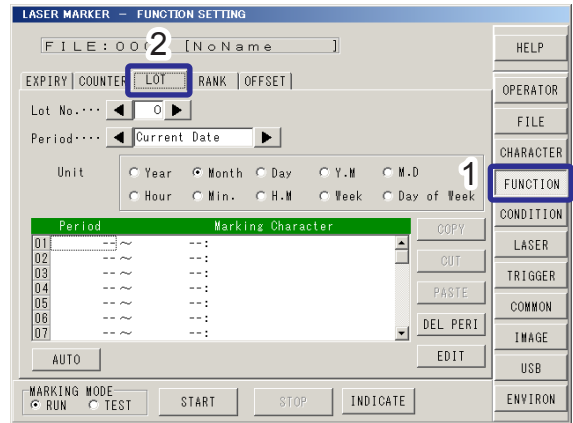 LASER MARKER – FUNCTION SETTING
FILE:000 [NoName ]
2
EXPIRY COUNTER LOT RANK OFFSET
Lot No.･･･ ◀ 0 ▶
Period････ ◀ Current Date ▶
Unit
Year Month Day Y.M M.D
Hour Min. H.M Week Day of Week
Period Marking Character
01 --～ --:
02 --～ --:
03 --～ --:
04 --～ --:
05 --～ --:
06 --～ --:
07 --～ --:
COPY
CUT
PASTE
DEL PERI
AUTO
EDIT
MARKING MODE
RUN TEST
START
STOP
INDICATE
HELP
OPERATOR
FILE
CHARACTER
1
FUNCTION
CONDITION
LASER
TRIGGER
COMMON
IMAGE
USB
ENVIRON